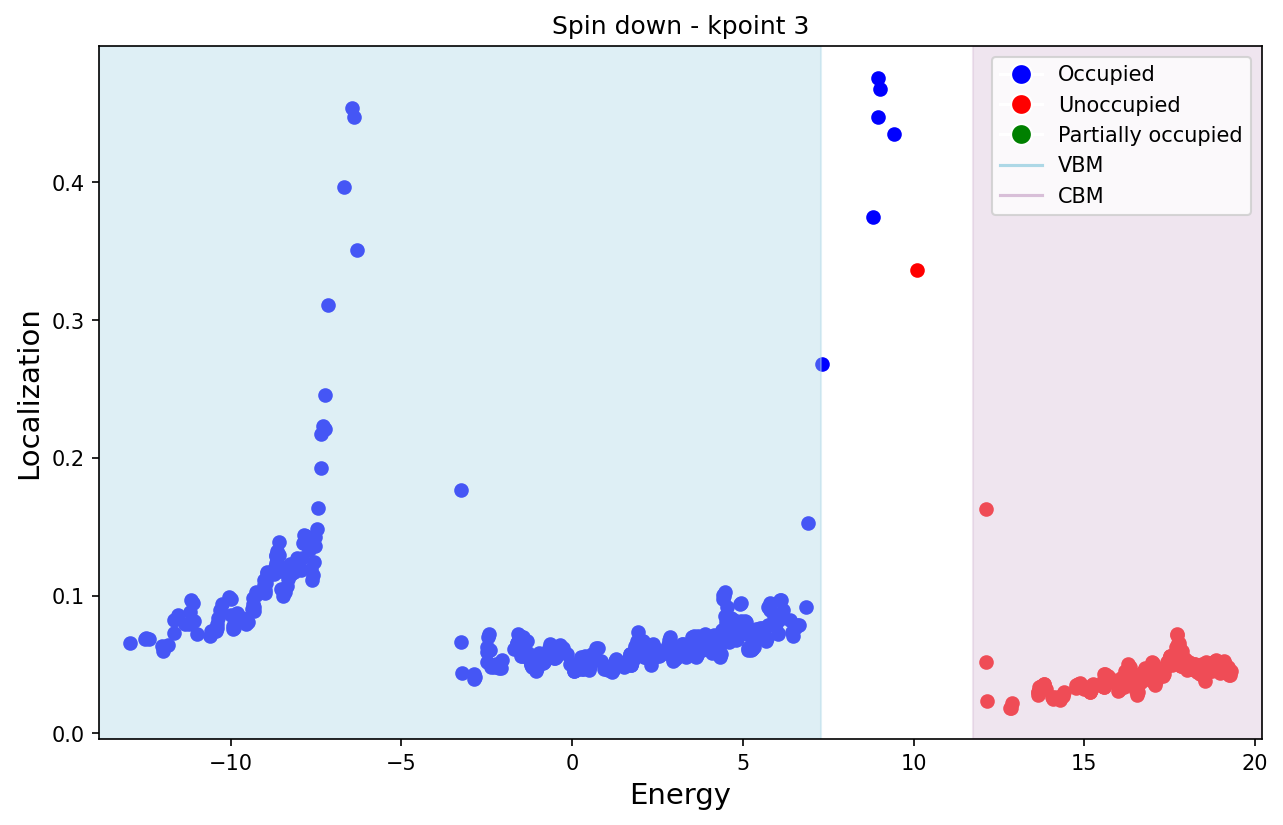 Spin down - kpoint 3
Occupied
Unoccupied
Partially occupied
VBM
CBM
Localization
0.4
0.3
0.2
0.1
0.0
−10
−5
0
5
10
15
20
Energy